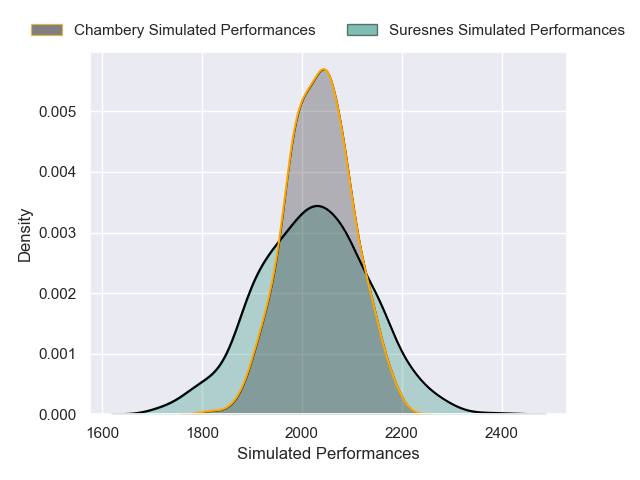 Chambery Simulated Performances Suresnes Simulated Performances
0.005
0.004
0.003
0.002
0.001
0.000
Density
1600 1800 2000 2200 2400
Simulated Performances